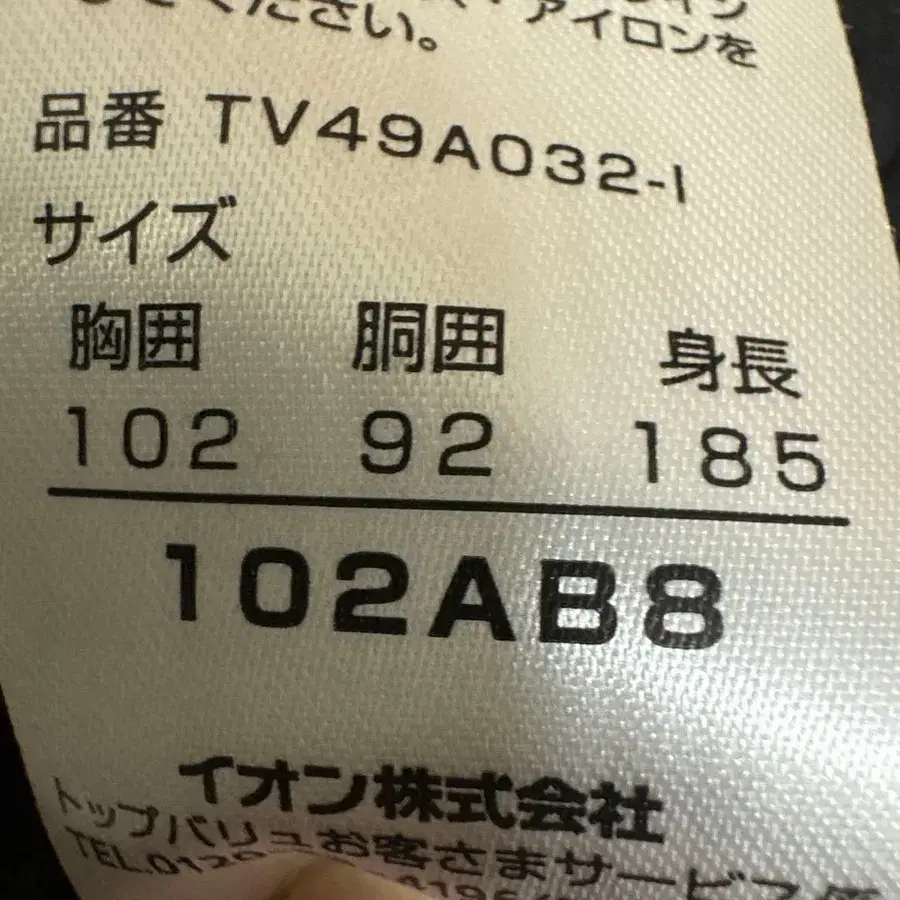 ください。 アイロンを
品番 TV49A032-1
サイズ
胸囲 胴囲 身長
102 92 185
102AB8
イオン株式会社
トップバリュお客さまサービス係
TEL.0120